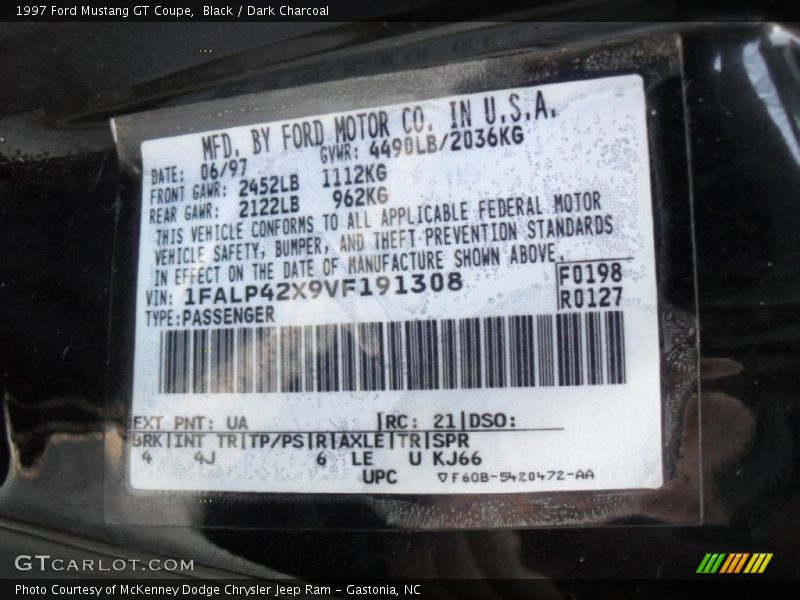 1997 Ford Mustang GT Coupe, Black / Dark Charcoal
MFD. BY FORD MOTOR CO. IN U.S.A.
DATE: 06/97 GVWR: 4490LB/2036KG
FRONT GAWR: 2452LB 1112KG
REAR GAWR: 2122LB 962KG
THIS VEHICLE CONFORMS TO ALL APPLICABLE FEDERAL MOTOR
VEHICLE SAFETY, BUMPER, AND THEFT PREVENTION STANDARDS
IN EFFECT ON THE DATE OF MANUFACTURE SHOWN ABOVE.
VIN: 1FALP42X9VF191308 F0198
TYPE:PASSENGER R0127
EXT PNT: UA |RC: 21|DSO:
BRK|INT TR|TP/PS|R|AXLE|TR|SPR
4 4J 6 LE U KJ66
UPC ▽F60B-5420472-AA
GTCARLOT.COM
Photo Courtesy of McKenney Dodge Chrysler Jeep Ram - Gastonia, NC